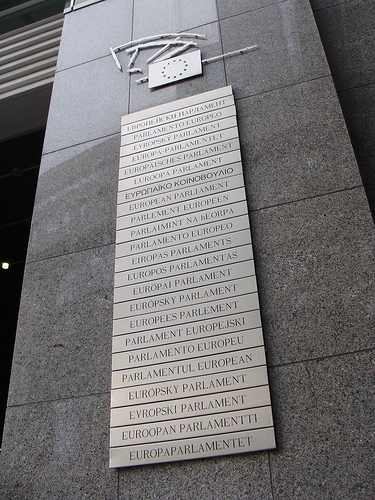 ЕВРОПЕЙСКИ ПАРЛАМЕНТ
PARLAMENTO EUROPEO
EVROPSKÝ PARLAMENT
EUROPA-PARLAMENTET
EUROPÄISCHES PARLAMENT
EUROOPA PARLAMENT
ΕΥΡΩΠΑΪΚΟ ΚΟΙΝΟΒΟΥΛΙΟ
EUROPEAN PARLIAMENT
PARLEMENT EUROPEEN
PARLAIMINT NA hEORPA
PARLAMENTO EUROPEO
EIROPAS PARLAMENTS
EUROPOS PARLAMENTAS
EURÓPAI PARLAMENT
EURÓPSKY PARLAMENT
EUROPEES PARLEMENT
PARLAMENT EUROPEJSKI
PARLAMENTO EUROPEU
PARLAMENTUL EUROPEAN
EURÓPSKY PARLAMENT
EVROPSKI PARLAMENT
EUROOPAN PARLAMENTTI
EUROPAPARLAMENTET